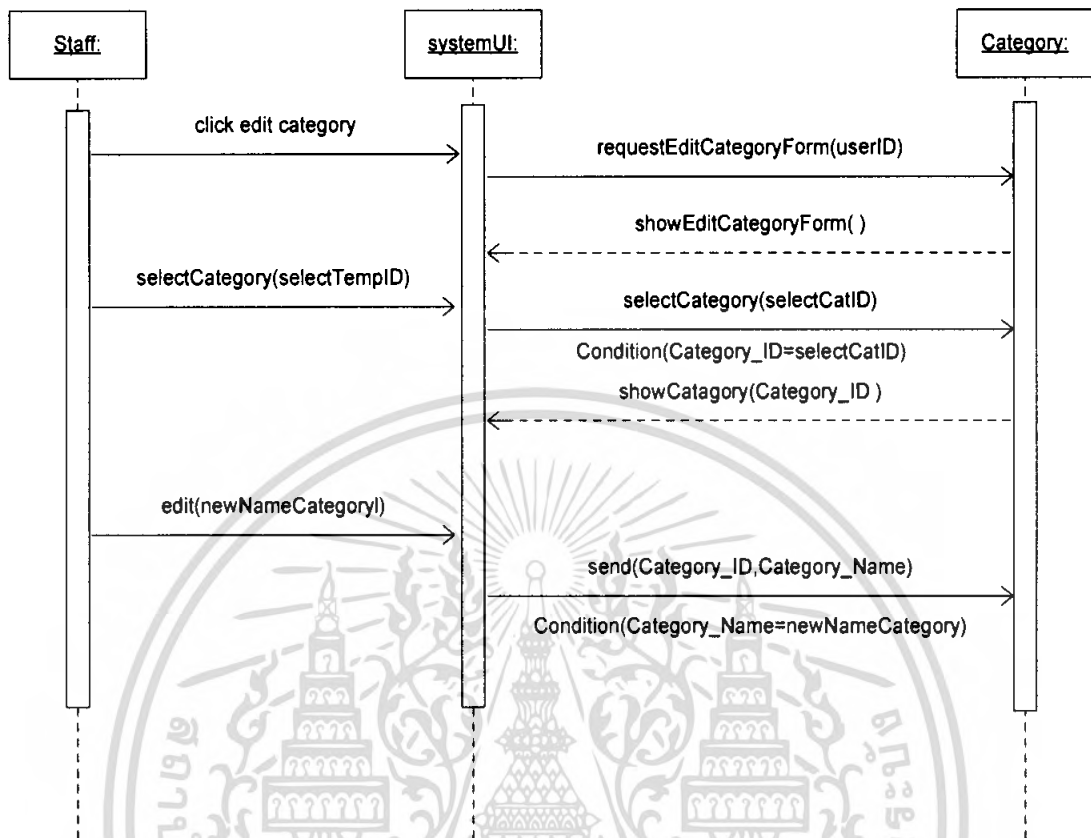 Staff:
systemUI:
Category:
click edit category
requestEditCategoryForm(userID)
showEditCategoryForm( )
selectCategory(selectTempID)
selectCategory(selectCatID)
Condition(Category_ID=selectCatID)
showCatagory(Category_ID )
edit(newNameCategoryl)
send(Category_ID,Category_Name)
Condition(Category_Name=newNameCategory)